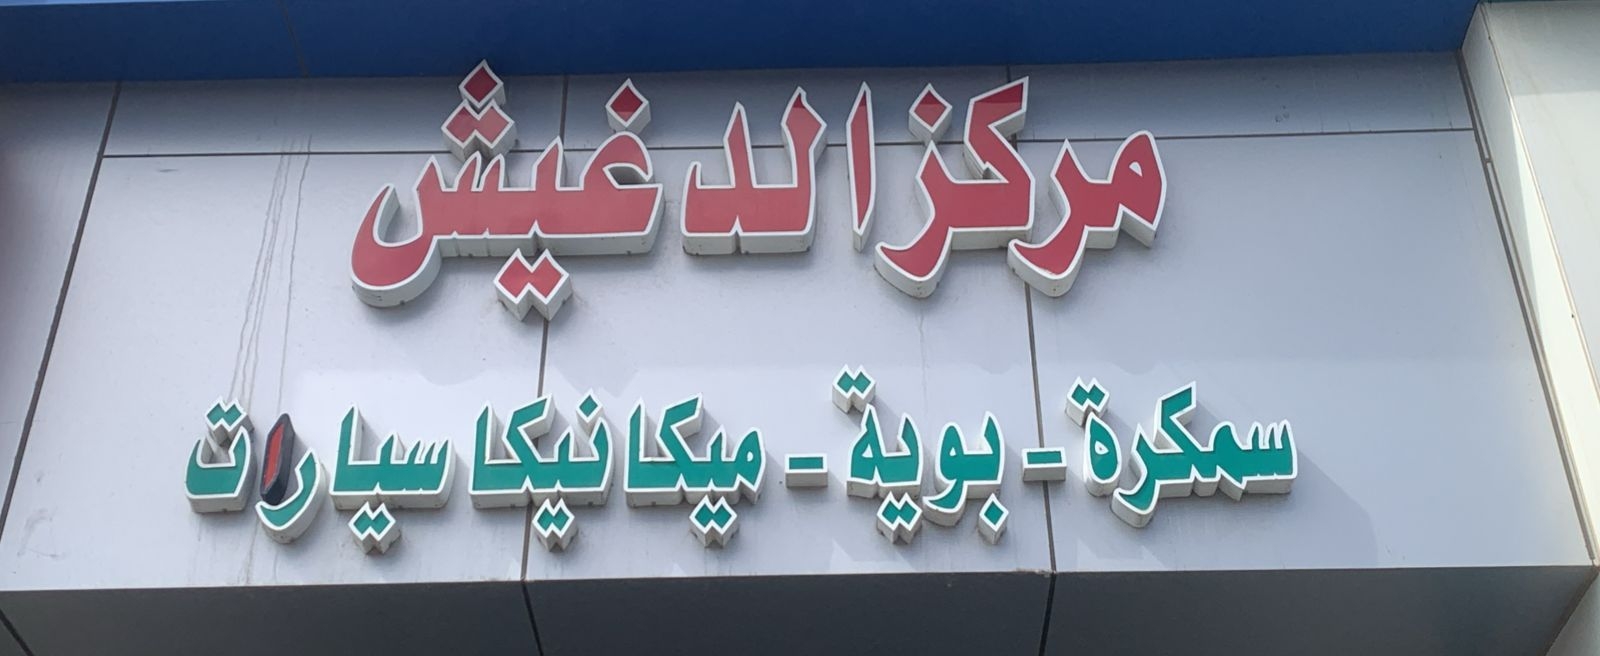 مركز الدغيش
سمكرة - بوية - ميكانيكا سيارات